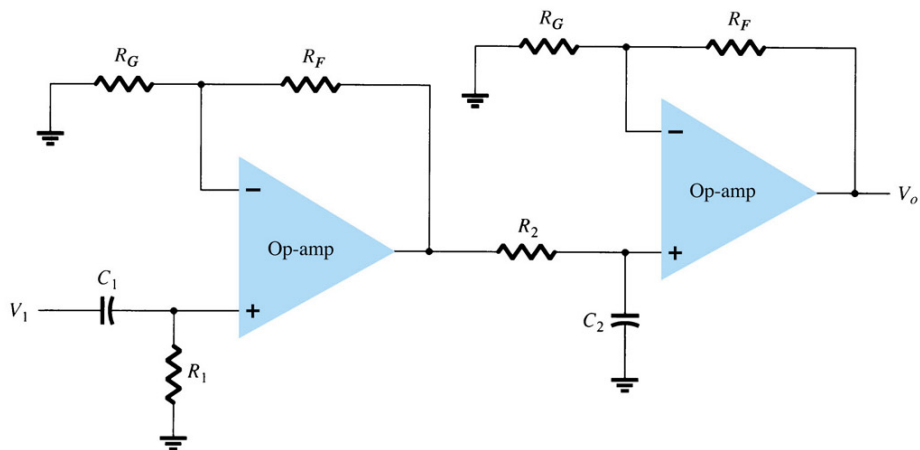 R_G
R_F
R_G
R_F
−
Op-amp
+
−
Op-amp
+
V_o
R_2
C_1
V_1
R_1
C_2